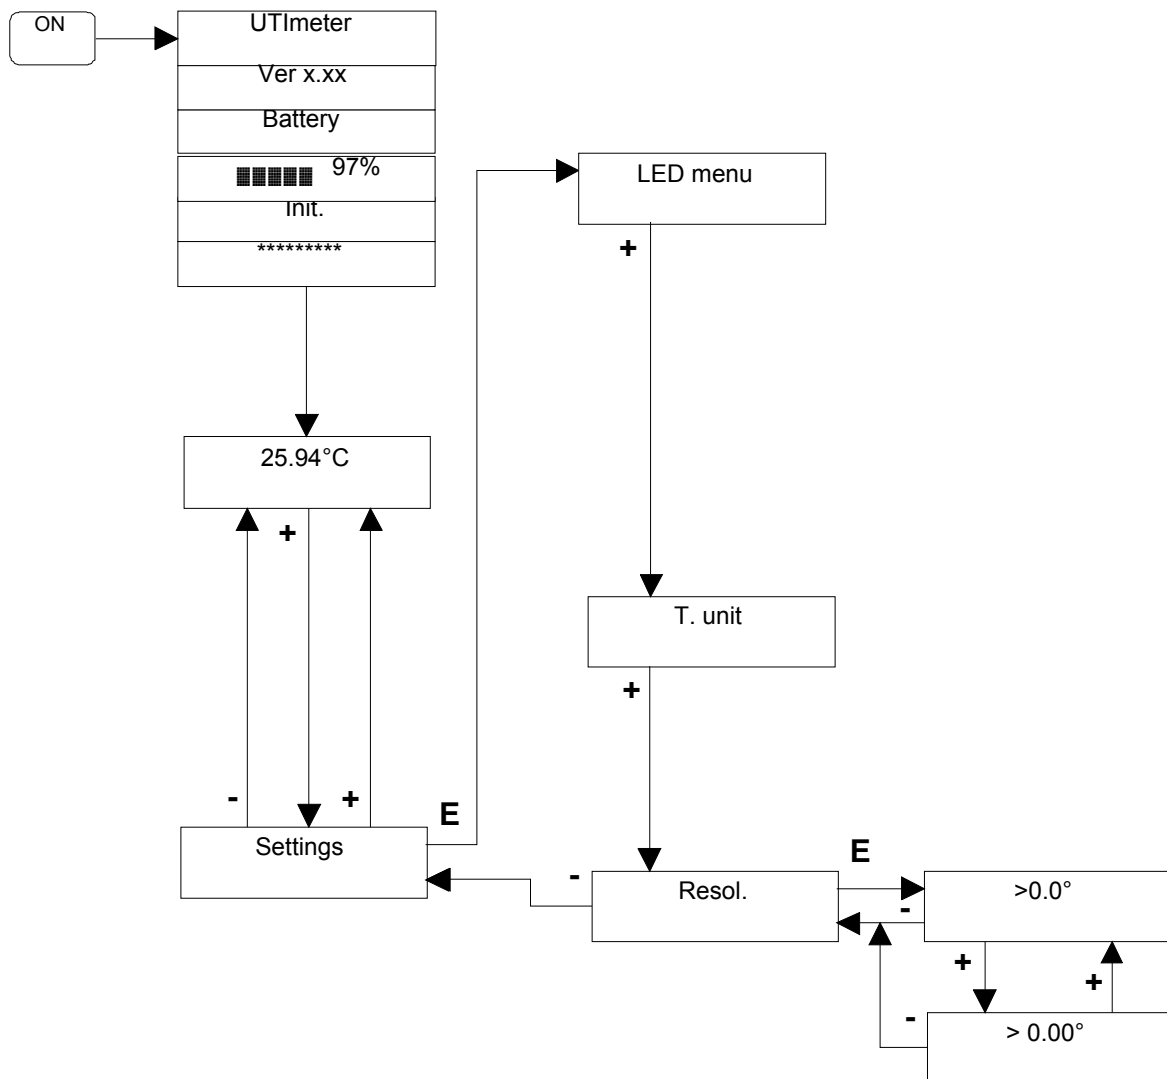 ON
UTImeter
Ver x.xx
Battery
97%
Init.
*********
LED menu
+
25.94°C
+
T. unit
+
-
+
E
Settings
-
Resol.
E
>0.0°
-
+
+
-
> 0.00°